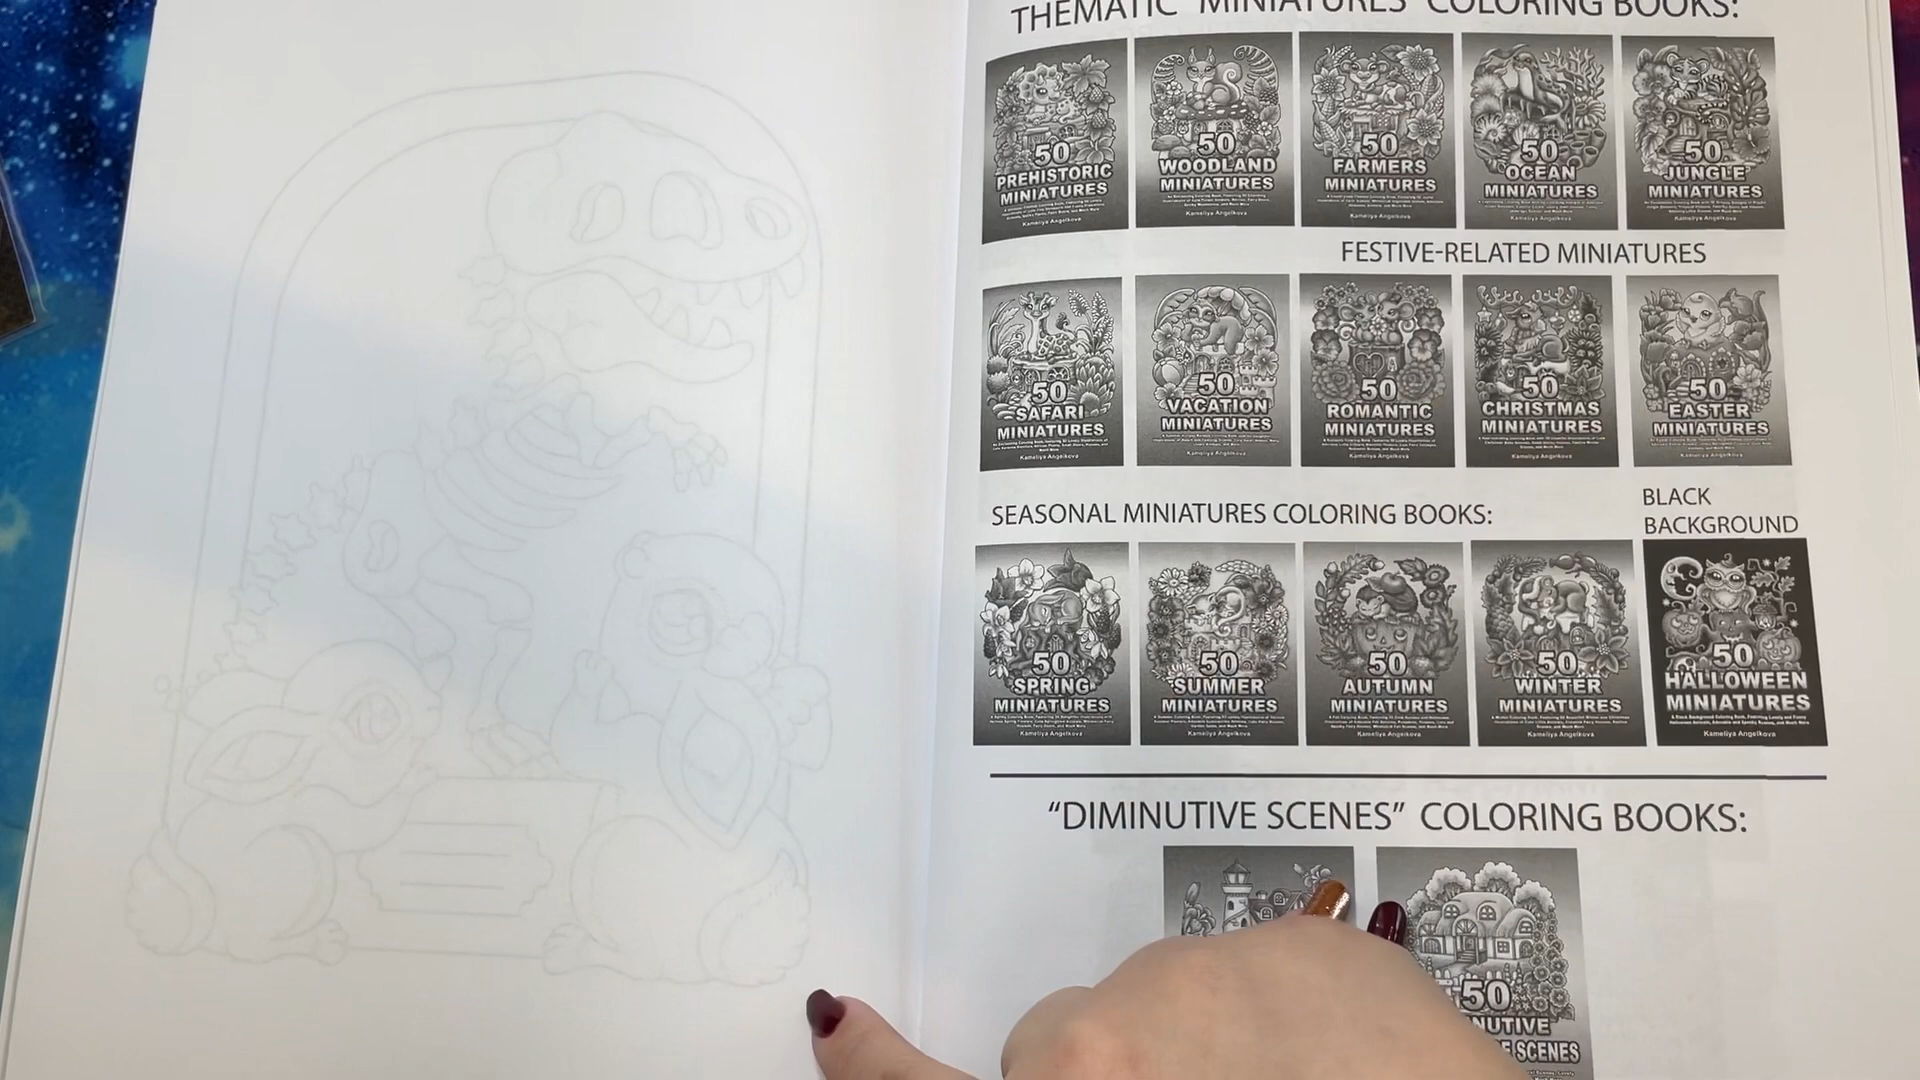 THEMATIC "MINIATURES" COLORING BOOKS:
50
PREHISTORIC
MINIATURES
Kameliya Angelkova
50
WOODLAND
MINIATURES
Kameliya Angelkova
50
FARMERS
MINIATURES
Kameliya Angelkova
50
OCEAN
MINIATURES
Kameliya Angelkova
50
JUNGLE
MINIATURES
Kameliya Angelkova
FESTIVE-RELATED MINIATURES
50
SAFARI
MINIATURES
Kameliya Angelkova
50
VACATION
MINIATURES
Kameliya Angelkova
50
ROMANTIC
MINIATURES
Kameliya Angelkova
50
CHRISTMAS
MINIATURES
Kameliya Angelkova
50
EASTER
MINIATURES
Kameliya Angelkova
SEASONAL MINIATURES COLORING BOOKS:
BLACK
BACKGROUND
50
SPRING
MINIATURES
Kameliya Angelkova
50
SUMMER
MINIATURES
Kameliya Angelkova
50
AUTUMN
MINIATURES
Kameliya Angelkova
50
WINTER
MINIATURES
Kameliya Angelkova
50
HALLOWEEN
MINIATURES
Kameliya Angelkova
"DIMINUTIVE SCENES" COLORING BOOKS:
50
NUTIVE
SCENES